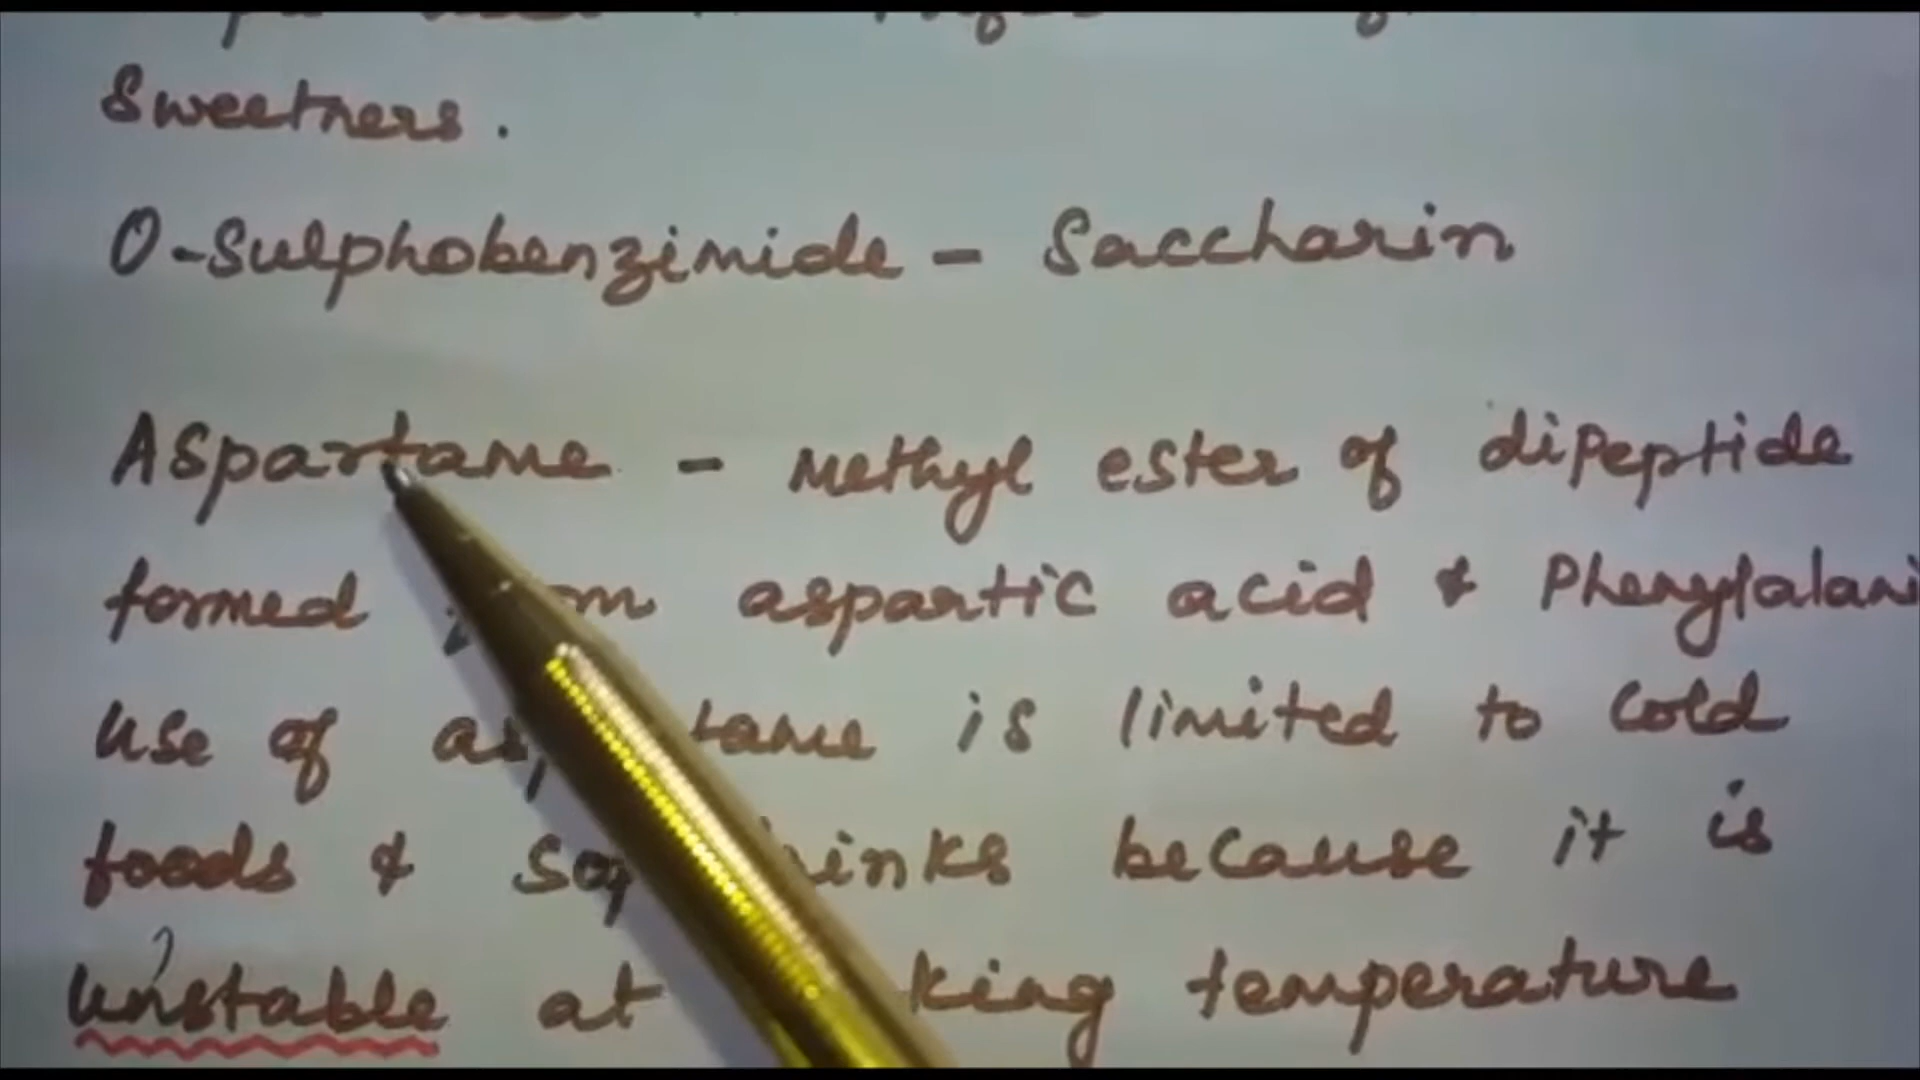 Sweetners.
O-Sulphobenzimide - Saccharin
Aspartame - Methyl ester of dipeptide
formed aspartic acid & Phenylalani
use of is limited to cold
foods & because it is
unstable at temperature